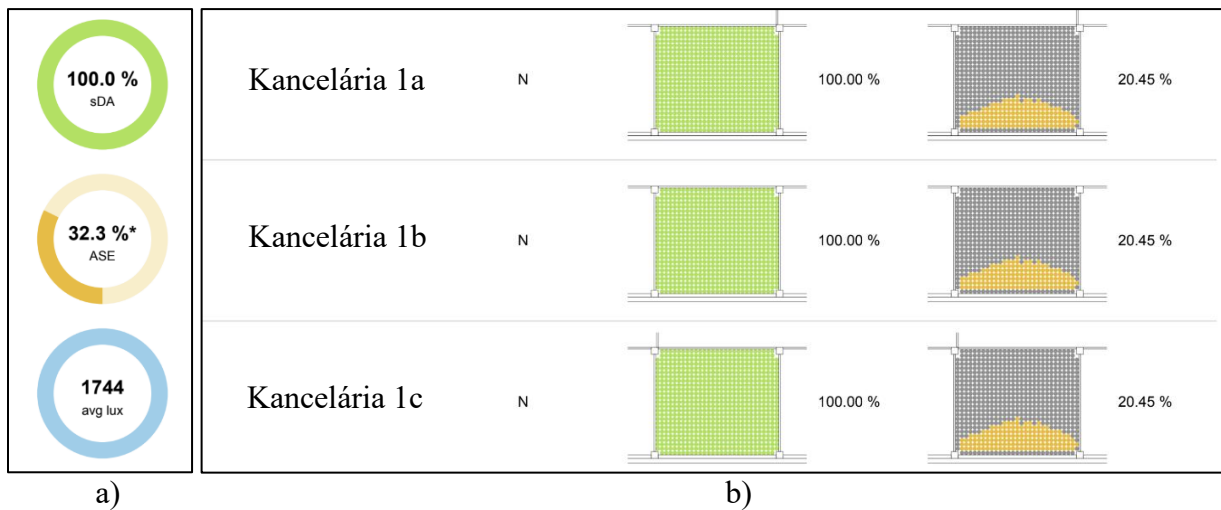 100.0 %
sDA
32.3 %*
ASE
1744
avg lux
a)
Kancelária 1a N 100.00 % 20.45 %
Kancelária 1b N 100.00 % 20.45 %
Kancelária 1c N 100.00 % 20.45 %
b)